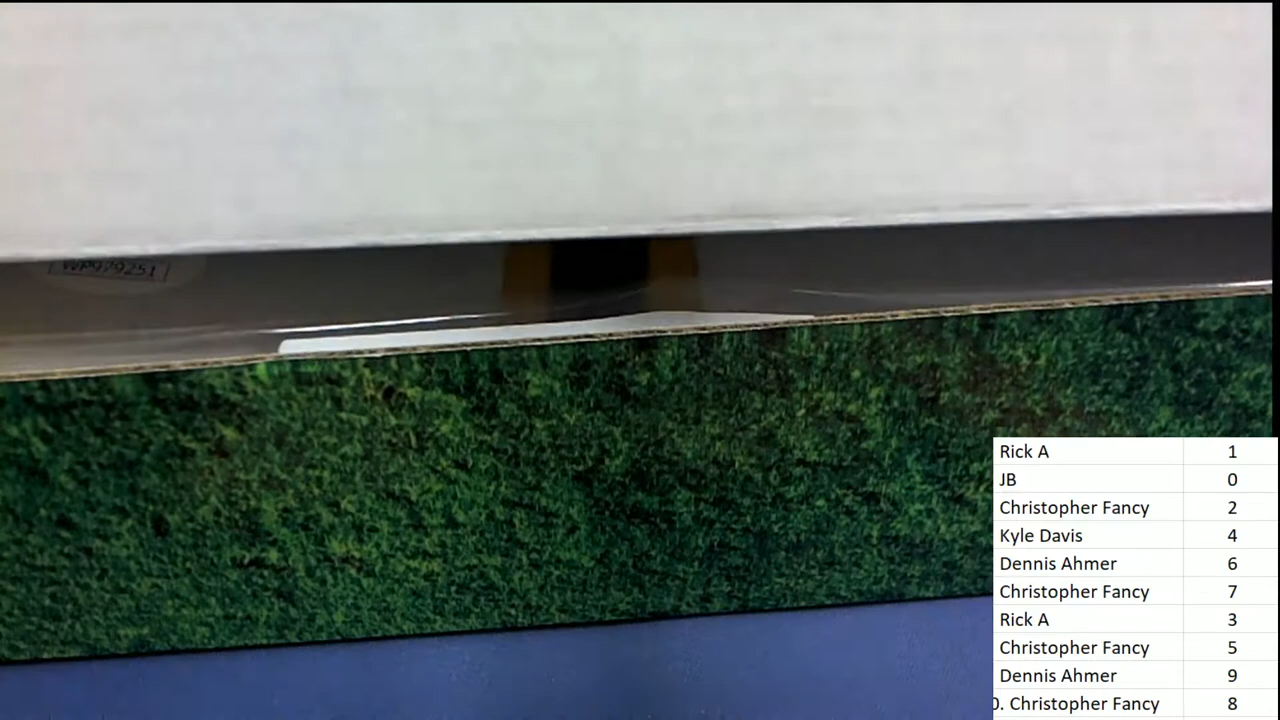 WP979251
Rick A 1
JB 0
Christopher Fancy 2
Kyle Davis 4
Dennis Ahmer 6
Christopher Fancy 7
Rick A 3
Christopher Fancy 5
Dennis Ahmer 9
0. Christopher Fancy 8